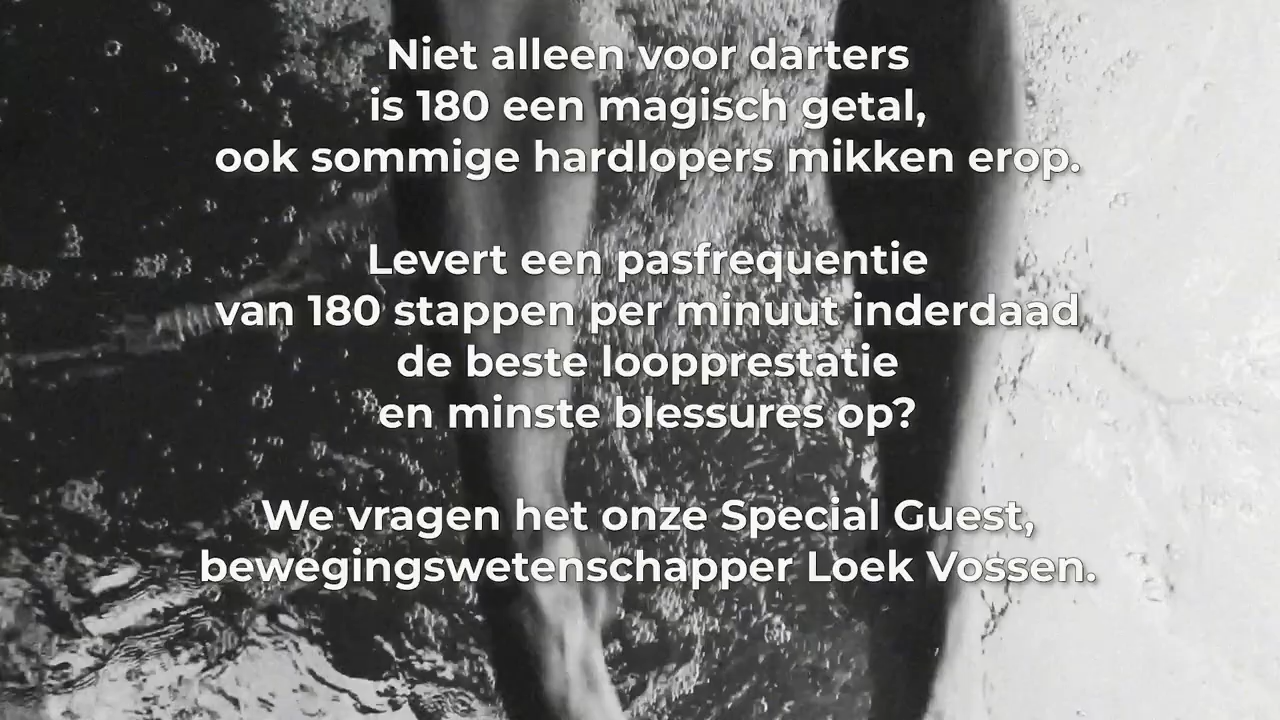 Niet alleen voor darters
is 180 een magisch getal,
ook sommige hardlopers mikken erop.
Levert een pasfrequentie
van 180 stappen per minuut inderdaad
de beste loopprestatie
en minste blessures op?
We vragen het onze Special Guest,
bewegingswetenschapper Loek Vossen.